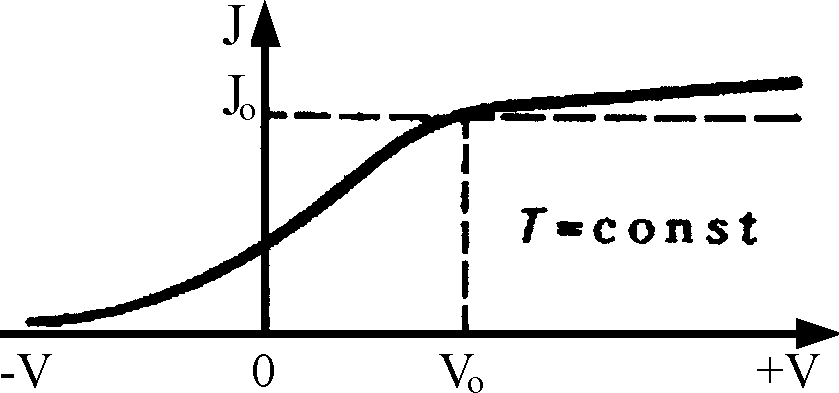 J
Jo
T=const
-V 0 Vo +V